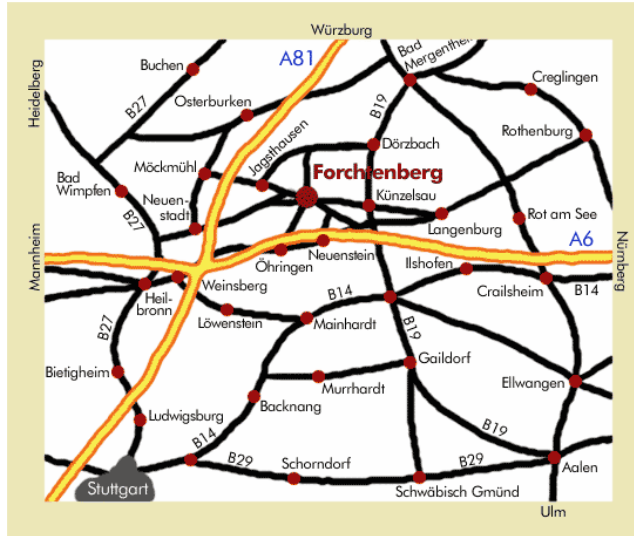 Würzburg
Heidelberg
Buchen
A81
Bad
Mergentheim
Creglingen
B27
Osterburken
B19
Rothenburg
Jagsthausen
Dörzbach
Möckmühl
Forchtenberg
Bad
Wimpfen
Neuen-
stadt
Künzelsau
B27
Langenburg
Rot am See
A6
Mannheim
Nürnberg
Neuenstein
Öhringen
Ilshofen
Heil-
bronn
Weinsberg
Crailsheim
B14
B14
Löwenstein
Mainhardt
B19
B27
Gaildorf
Bietigheim
Murrhardt
Ellwangen
Backnang
Ludwigsburg
B19
B14
B29
Schorndorf
B29
Aalen
Stuttgart
Schwäbisch Gmünd
Ulm